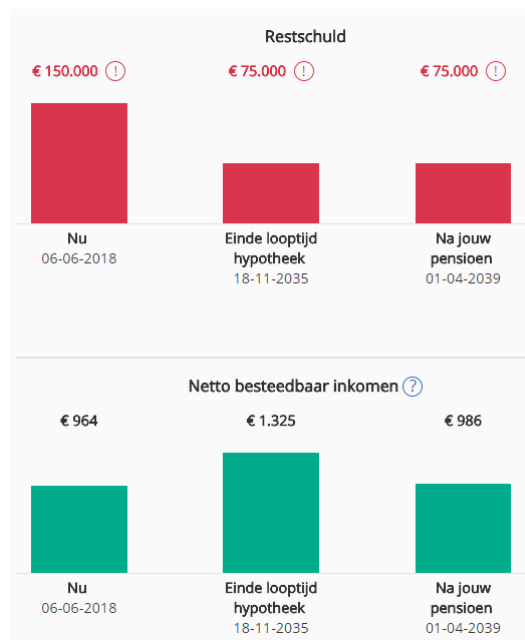 Restschuld
€ 150.000 !
€ 75.000 !
€ 75.000 !
Nu
06-06-2018
Einde looptijd
hypotheek
18-11-2035
Na jouw
pensioen
01-04-2039
Netto besteedbaar inkomen ?
€ 964
€ 1.325
€ 986
Nu
06-06-2018
Einde looptijd
hypotheek
18-11-2035
Na jouw
pensioen
01-04-2039